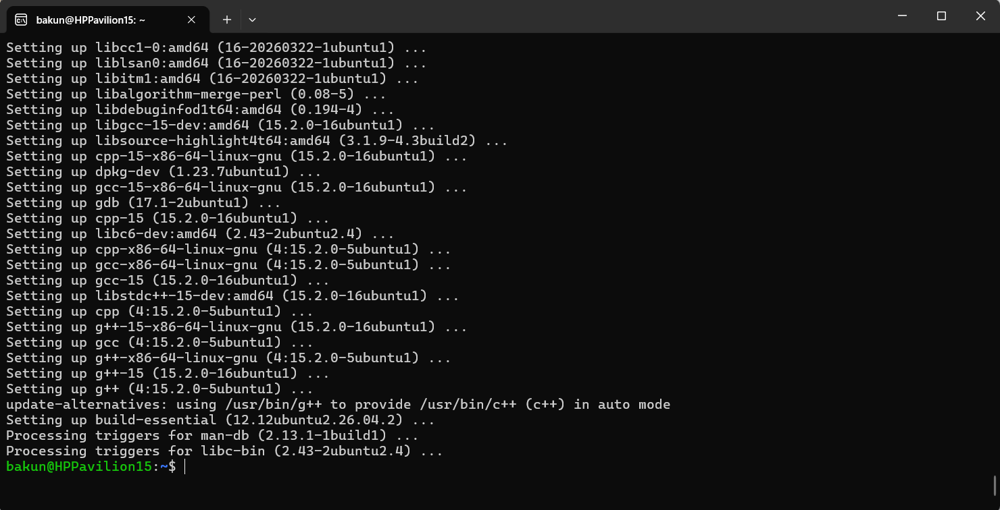 bakun@HPPavilion15: ~
Setting up libcc1-0:amd64 (16-20260322-1ubuntu1) ...
Setting up liblsan0:amd64 (16-20260322-1ubuntu1) ...
Setting up libitm1:amd64 (16-20260322-1ubuntu1) ...
Setting up libalgorithm-merge-perl (0.08-5) ...
Setting up libdebuginfod1t64:amd64 (0.194-4) ...
Setting up libgcc-15-dev:amd64 (15.2.0-16ubuntu1) ...
Setting up libsource-highlight4t64:amd64 (3.1.9-4.3build2) ...
Setting up cpp-15-x86-64-linux-gnu (15.2.0-16ubuntu1) ...
Setting up dpkg-dev (1.23.7ubuntu1) ...
Setting up gcc-15-x86-64-linux-gnu (15.2.0-16ubuntu1) ...
Setting up gdb (17.1-2ubuntu1) ...
Setting up cpp-15 (15.2.0-16ubuntu1) ...
Setting up libc6-dev:amd64 (2.43-2ubuntu2.4) ...
Setting up cpp-x86-64-linux-gnu (4:15.2.0-5ubuntu1) ...
Setting up gcc-x86-64-linux-gnu (4:15.2.0-5ubuntu1) ...
Setting up gcc-15 (15.2.0-16ubuntu1) ...
Setting up libstdc++-15-dev:amd64 (15.2.0-16ubuntu1) ...
Setting up cpp (4:15.2.0-5ubuntu1) ...
Setting up g++-15-x86-64-linux-gnu (15.2.0-16ubuntu1) ...
Setting up gcc (4:15.2.0-5ubuntu1) ...
Setting up g++-x86-64-linux-gnu (4:15.2.0-5ubuntu1) ...
Setting up g++-15 (15.2.0-16ubuntu1) ...
Setting up g++ (4:15.2.0-5ubuntu1) ...
update-alternatives: using /usr/bin/g++ to provide /usr/bin/c++ (c++) in auto mode
Setting up build-essential (12.12ubuntu2.26.04.2) ...
Processing triggers for man-db (2.13.1-1build1) ...
Processing triggers for libc-bin (2.43-2ubuntu2.4) ...
bakun@HPPavilion15:~$